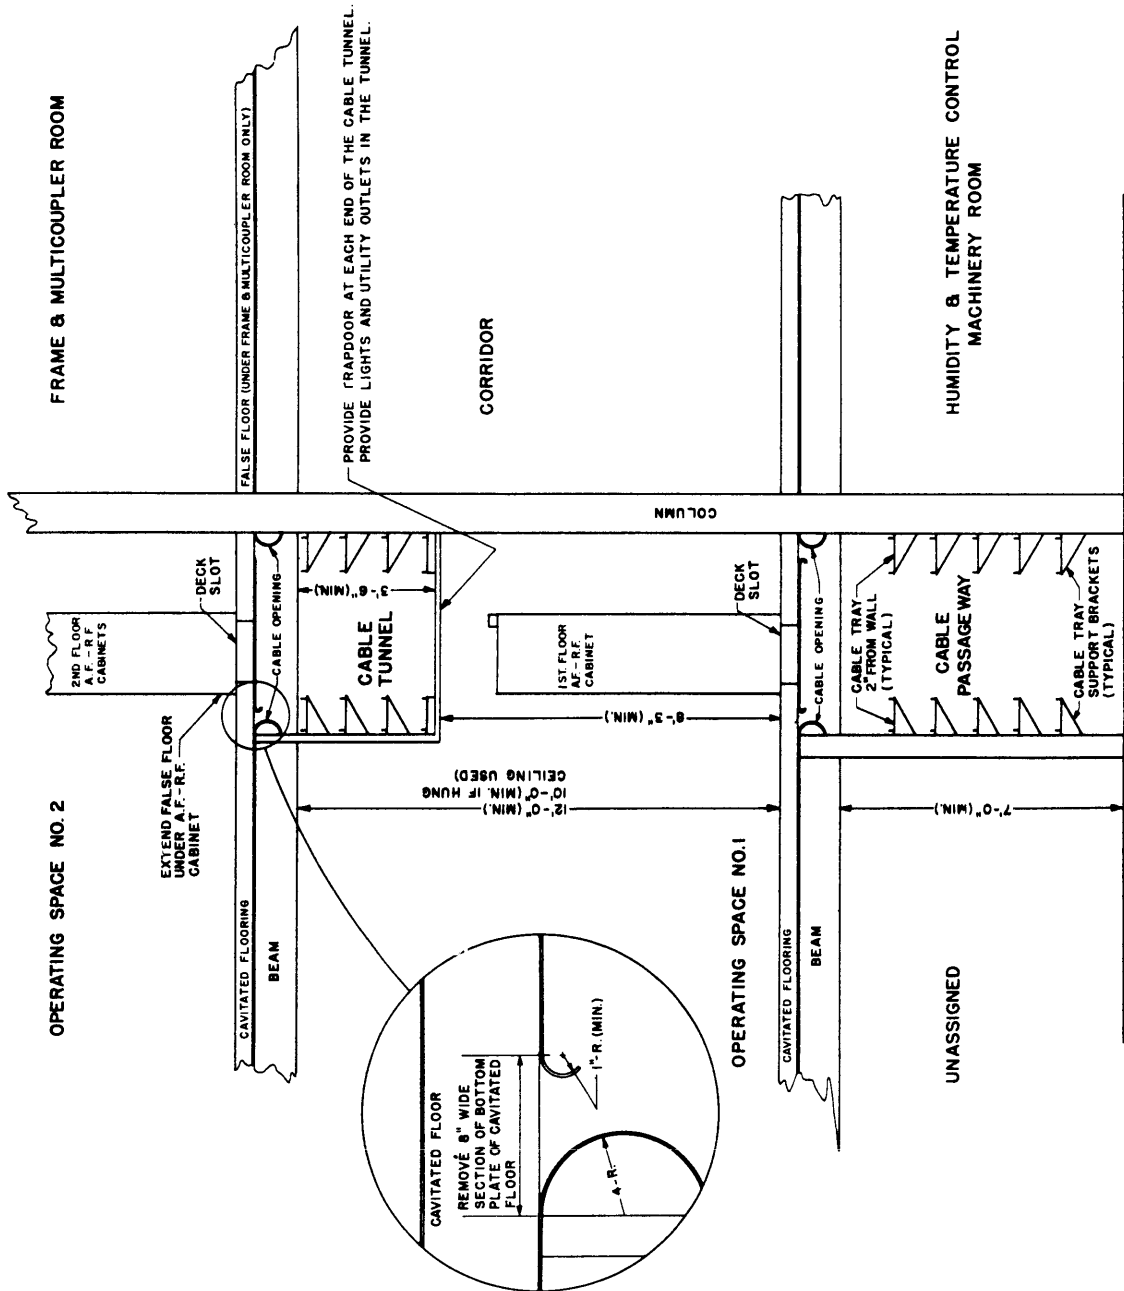 OPERATING SPACE NO. 2
FRAME & MULTICOUPLER ROOM
EXTEND FALSE FLOOR
UNDER A.F.-R.F.
CABINET
2ND FLOOR
A.F.-R.F.
CABINETS
DECK
SLOT
CAVITATED FLOORING
FALSE FLOOR (UNDER FRAME & MULTICOUPLER ROOM ONLY)
BEAM
CABLE OPENING
CABLE
TUNNEL
3'-6" (MIN.)
PROVIDE TRAPDOOR AT EACH END OF THE CABLE TUNNEL.
PROVIDE LIGHTS AND UTILITY OUTLETS IN THE TUNNEL.
CAVITATED FLOOR
REMOVE 8" WIDE
SECTION OF BOTTOM
PLATE OF CAVITATED
FLOOR
1"-R. (MIN.)
4-R.
12'-0" (MIN.)
10'-0" (MIN. IF HUNG
CEILING USED)
8'-3" (MIN.)
1ST. FLOOR
A.F.-R.F.
CABINET
CORRIDOR
COLUMN
OPERATING SPACE NO. 1
DECK
SLOT
CAVITATED FLOORING
BEAM
CABLE OPENING
7'-0" (MIN.)
CABLE TRAY
2" FROM WALL
(TYPICAL)
CABLE
PASSAGE WAY
CABLE TRAY
SUPPORT BRACKETS
(TYPICAL)
UNASSIGNED
HUMIDITY & TEMPERATURE CONTROL
MACHINERY ROOM